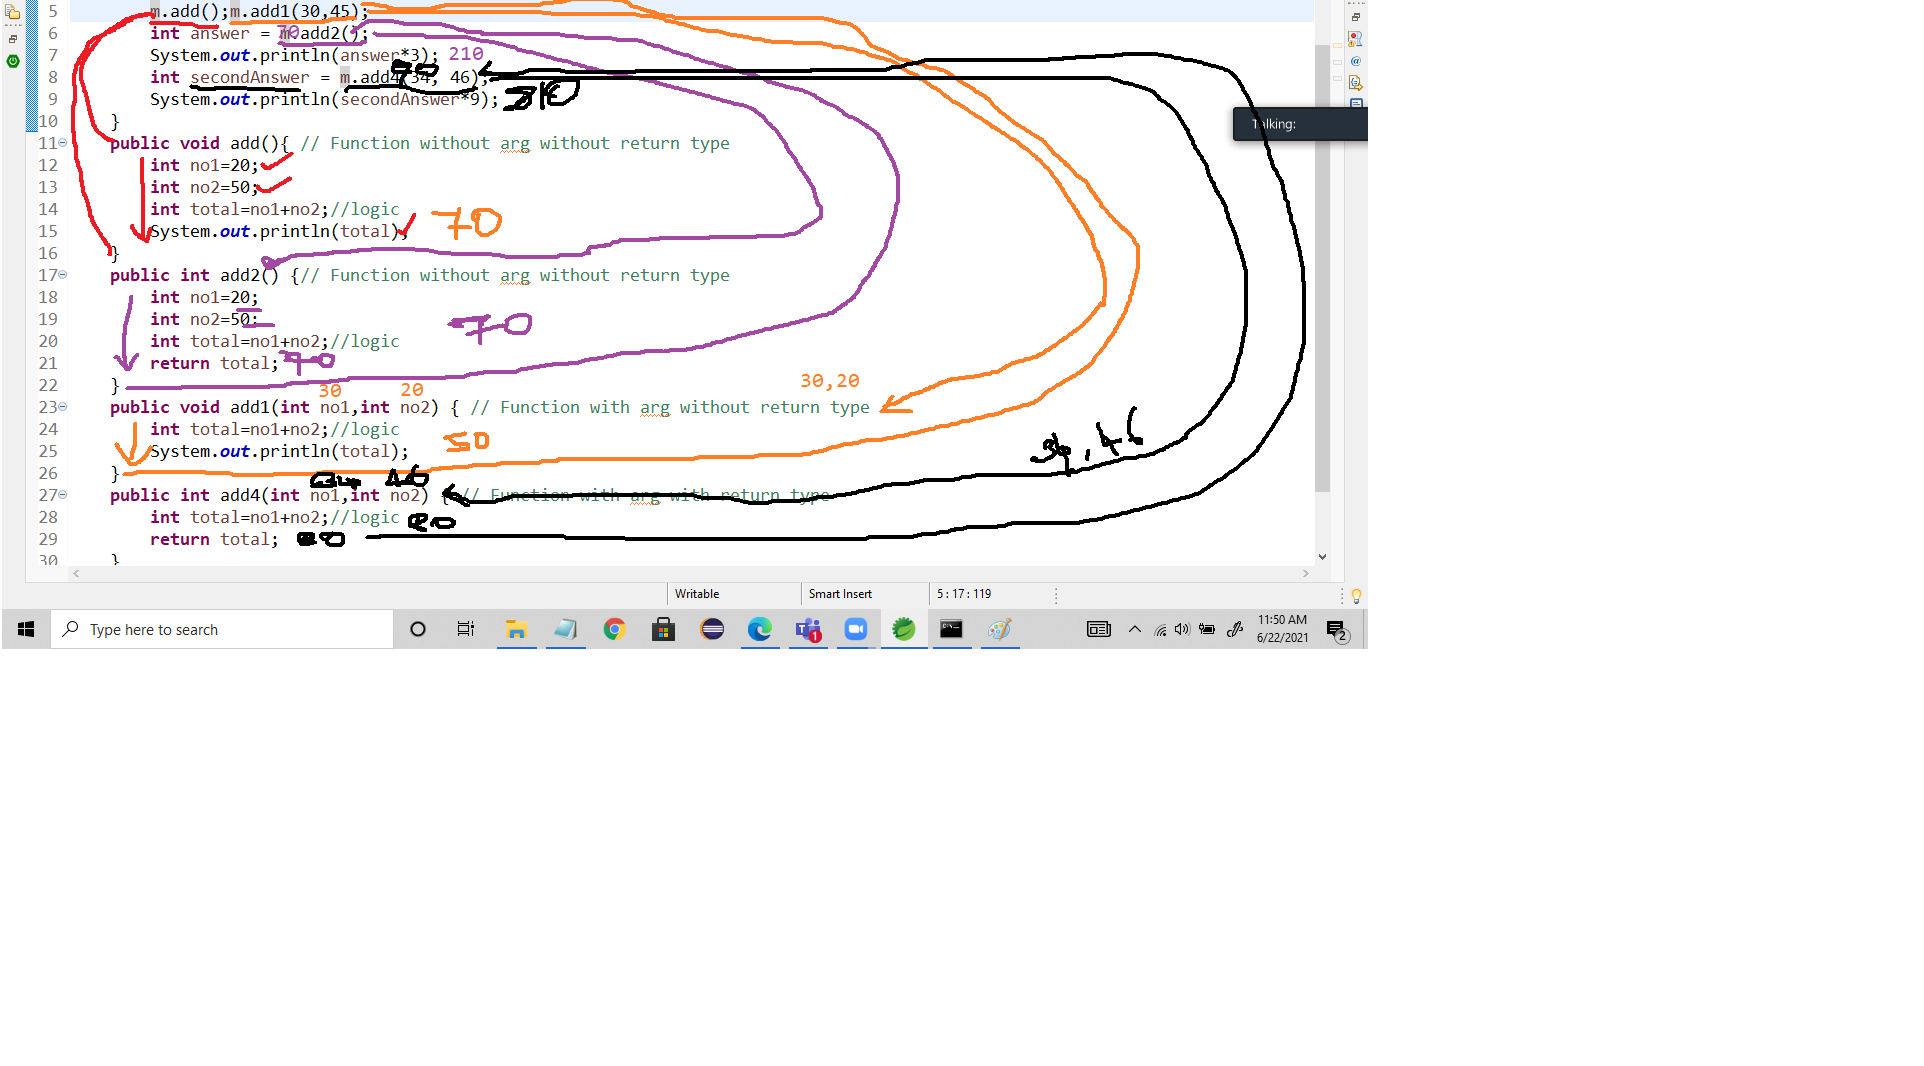 5 m.add();m.add1(30,45);
6 int answer = m.add2(); 70
7 System.out.println(answer*3); 210
8 int secondAnswer = m.add4(34, 46);
9 System.out.println(secondAnswer*9);
10 }
11 public void add(){ // Function without arg without return type
12 int no1=20;
13 int no2=50;
14 int total=no1+no2;//logic
15 System.out.println(total); 70
16 }
17 public int add2() {// Function without arg without return type
18 int no1=20;
19 int no2=50;
20 int total=no1+no2;//logic 70
21 return total; 70
22 }
30 20 30,20
23 public void add1(int no1,int no2) { // Function with arg without return type
24 int total=no1+no2;//logic
25 System.out.println(total); 50
26 }
34 46 34,46
27 public int add4(int no1,int no2) { // Function with arg with return type
28 int total=no1+no2;//logic 80
29 return total; 80
30 }
Talking:
Writable Smart Insert 5 : 17 : 119
Type here to search 1 11:50 AM
6/22/2021 2